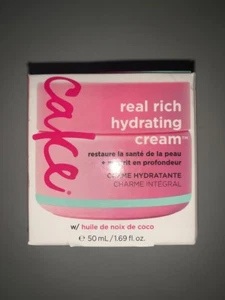 cake®
real rich
hydrating
cream™
restaure la santé de la peau
+ nourrit en profondeur
CRÈME HYDRATANTE
CHARME INTÉGRAL
w/ huile de noix de coco
℮ 50 mL/1.69 fl. oz.